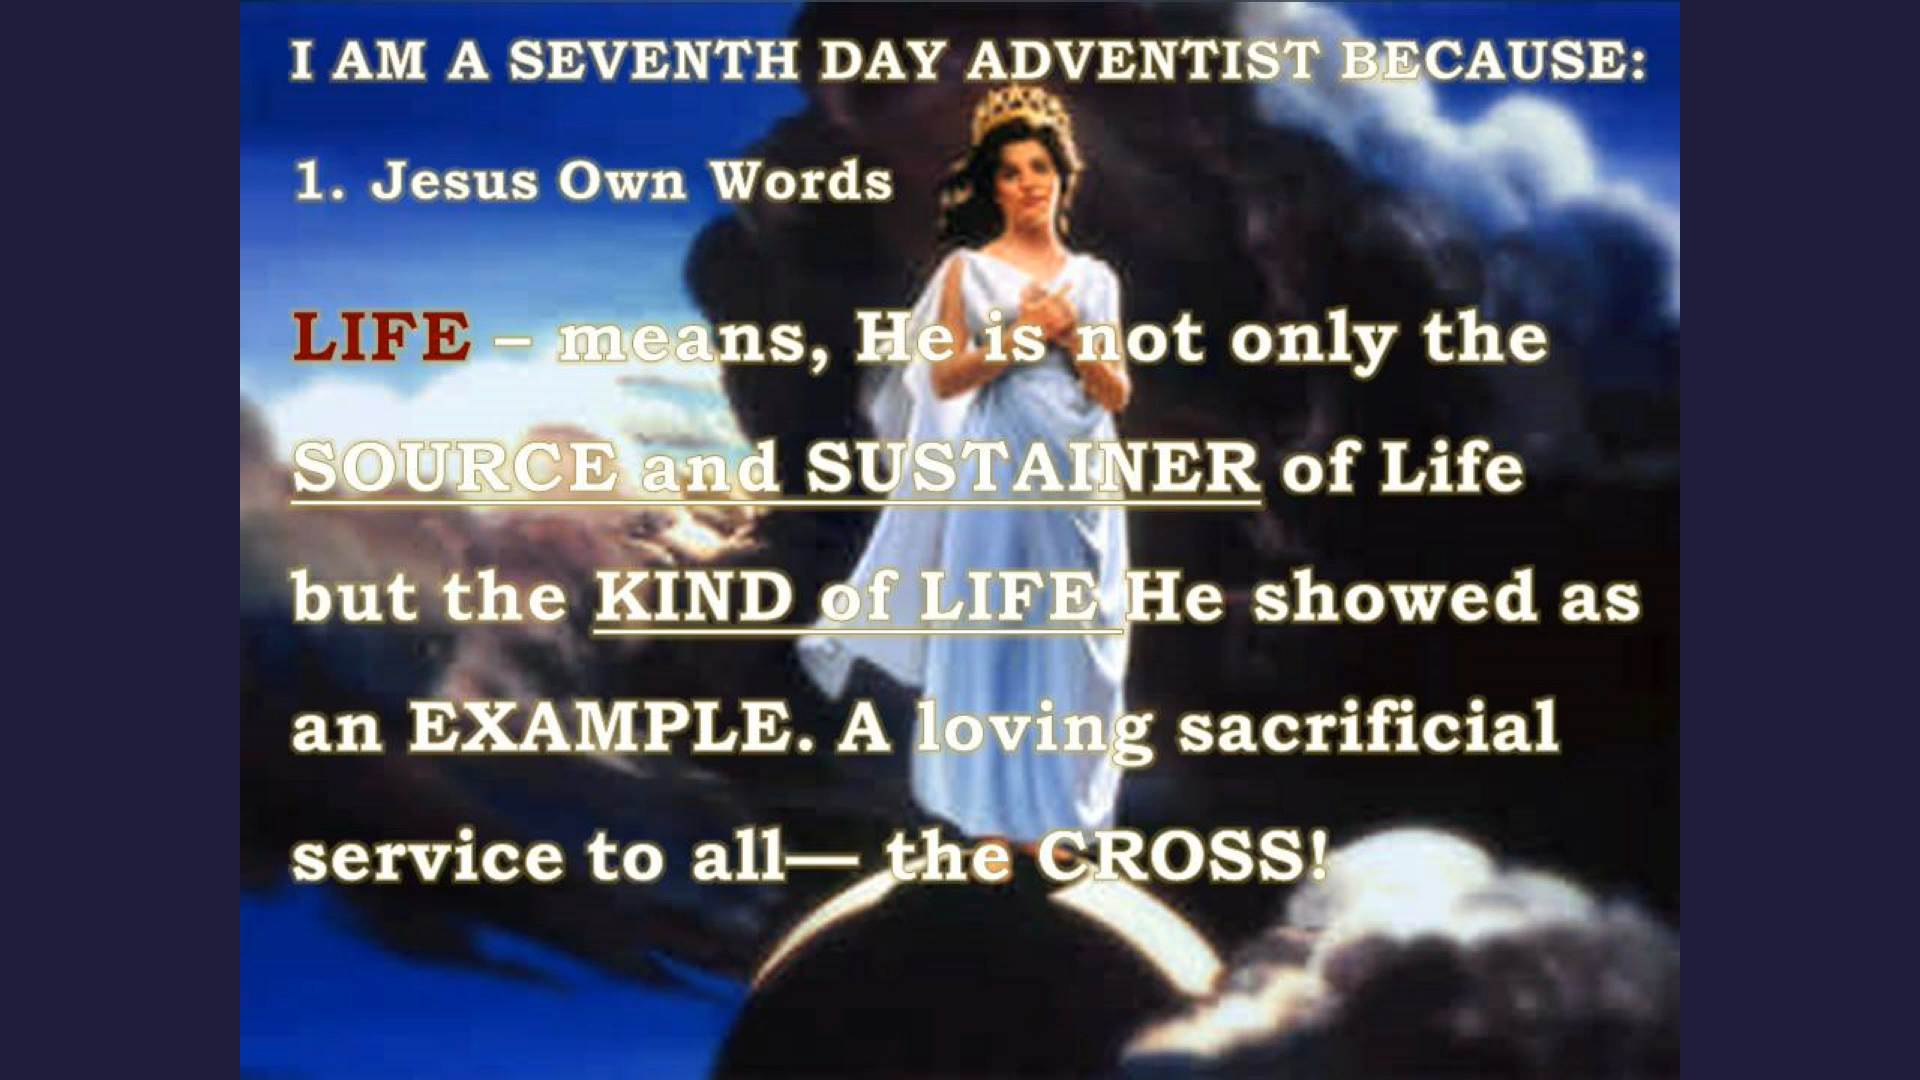 I AM A SEVENTH DAY ADVENTIST BECAUSE:
1. Jesus Own Words
LIFE – means, He is not only the
SOURCE and SUSTAINER of Life
but the KIND of LIFE He showed as
an EXAMPLE. A loving sacrificial
service to all— the CROSS!